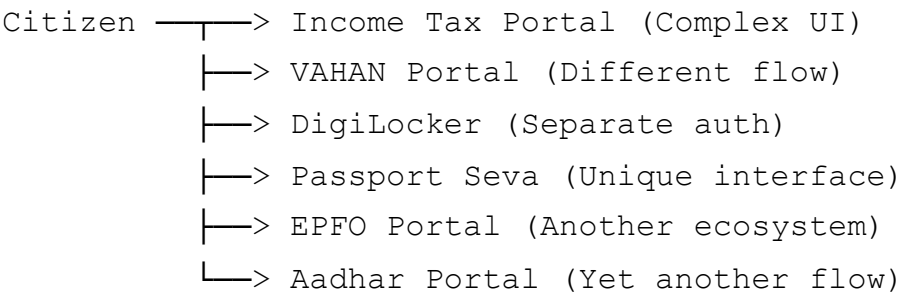 Citizen ──┬──> Income Tax Portal (Complex UI)
├──> VAHAN Portal (Different flow)
├──> DigiLocker (Separate auth)
├──> Passport Seva (Unique interface)
├──> EPFO Portal (Another ecosystem)
└──> Aadhar Portal (Yet another flow)